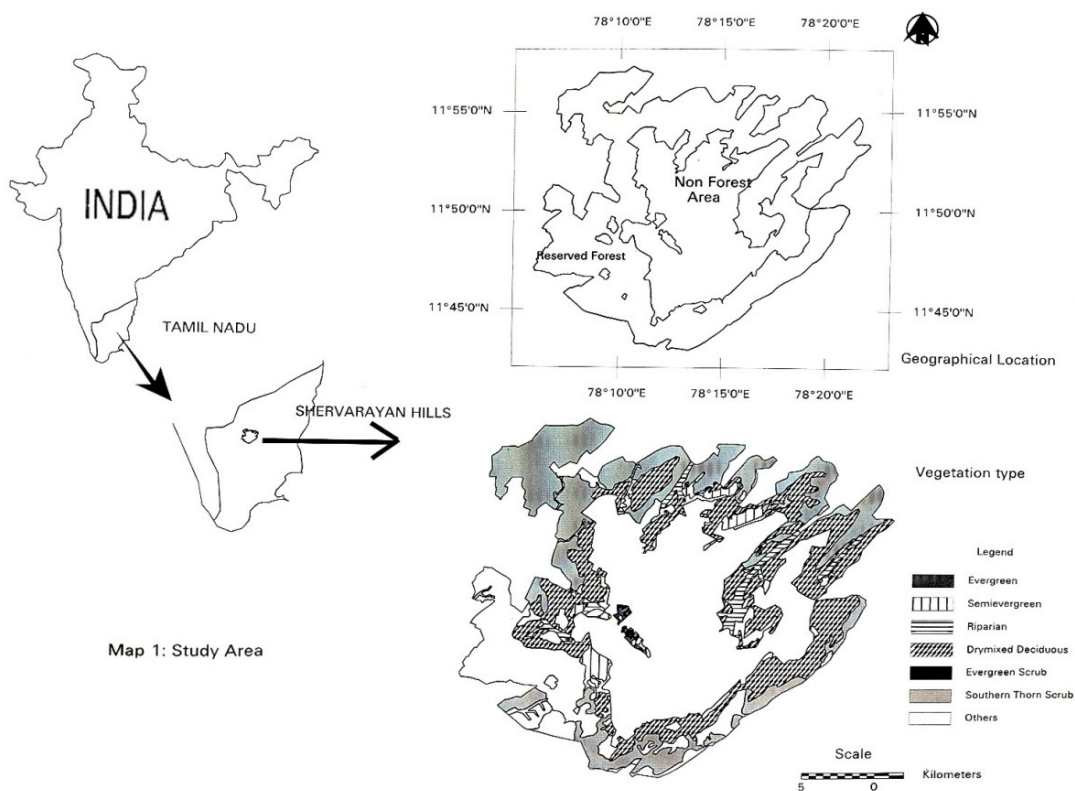 78°10'0"E
78°15'0"E
78°20'0"E
N
11°55'0"N
11°55'0"N
INDIA
Non Forest
Area
11°50'0"N
11°50'0"N
Reserved Forest
11°45'0"N
11°45'0"N
TAMIL NADU
Geographical Location
78°10'0"E
78°15'0"E
78°20'0"E
SHERVARAYAN HILLS
Vegetation type
Legend
Evergreen
Semievergreen
Riparian
Drymixed Deciduous
Evergreen Scrub
Southern Thorn Scrub
Others
Map 1: Study Area
Scale
Kilometers
5
0